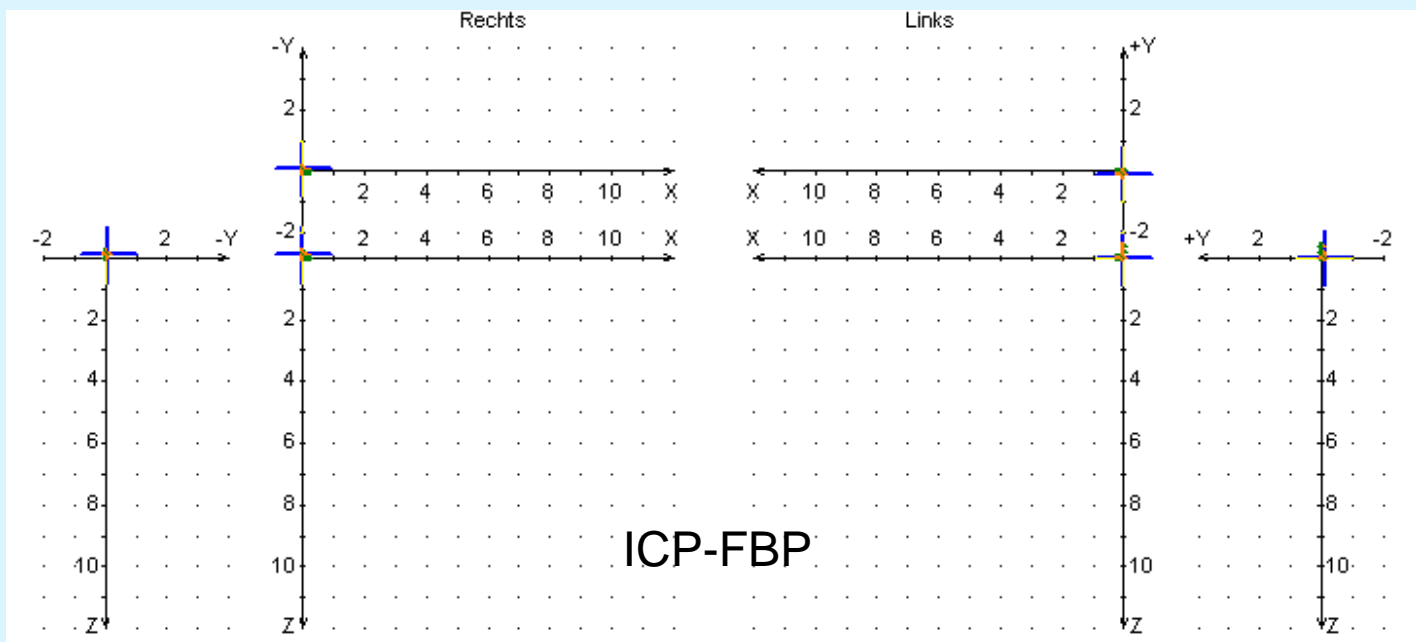 Rechts Links
-Y +Y
2 2
2 4 6 8 10 X X 10 8 6 4 2
-2 2 -Y -2 2 4 6 8 10 X X 10 8 6 4 2 -2 +Y 2 -2
2 2 2 2
4 4 4 4
6 6 6 6
8 8 8 8
ICP-FBP
10 10 10 10
Z Z Z Z